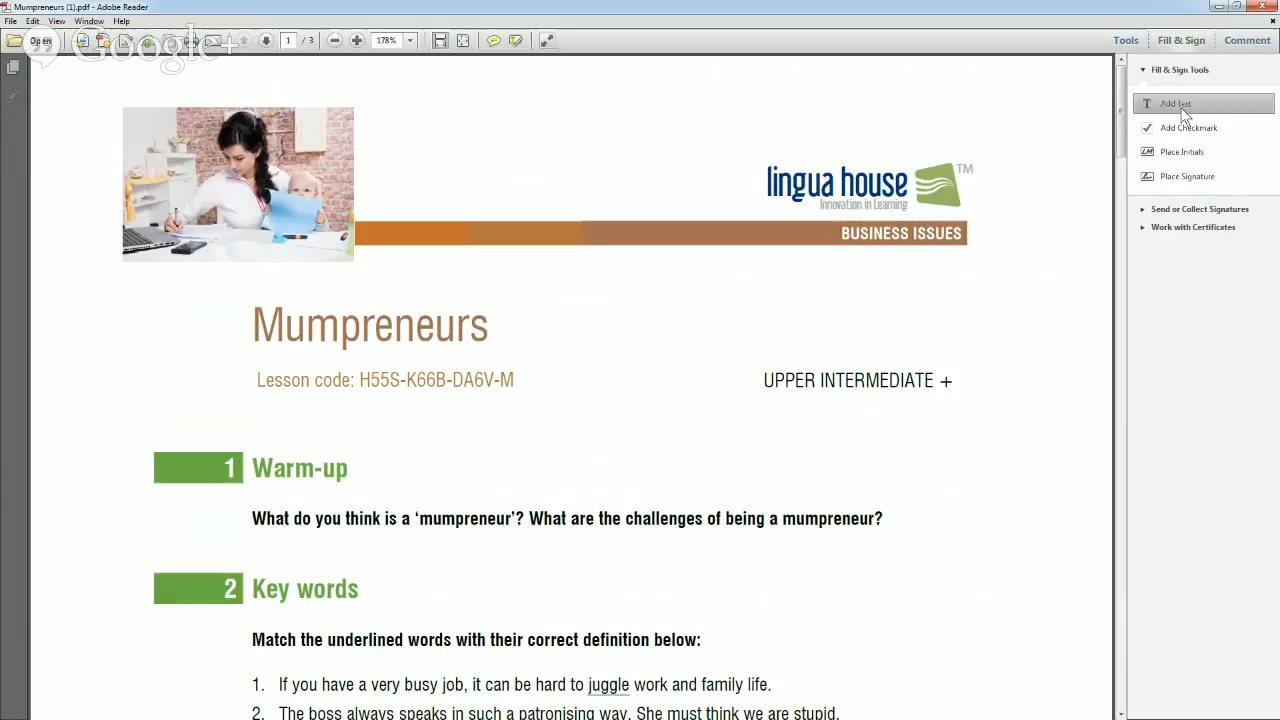 Mumpreneurs (1).pdf - Adobe Reader
File Edit View Window Help
Open
1 / 3
178%
Tools Fill & Sign Comment
Google+
Fill & Sign Tools
Add Text
Add Checkmark
Place Initials
Place Signature
Send or Collect Signatures
Work with Certificates
lingua house TM
Innovation in Learning
BUSINESS ISSUES
Mumpreneurs
Lesson code: H55S-K66B-DA6V-M
UPPER INTERMEDIATE +
1 Warm-up
What do you think is a ‘mumpreneur’? What are the challenges of being a mumpreneur?
2 Key words
Match the underlined words with their correct definition below:
1. If you have a very busy job, it can be hard to juggle work and family life.
2. The boss always speaks in such a patronising way. She must think we are stupid.